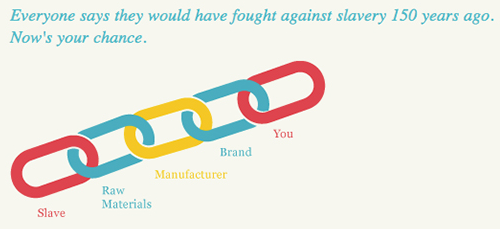 Everyone says they would have fought against slavery 150 years ago.
Now's your chance.
You
Brand
Manufacturer
Raw
Materials
Slave